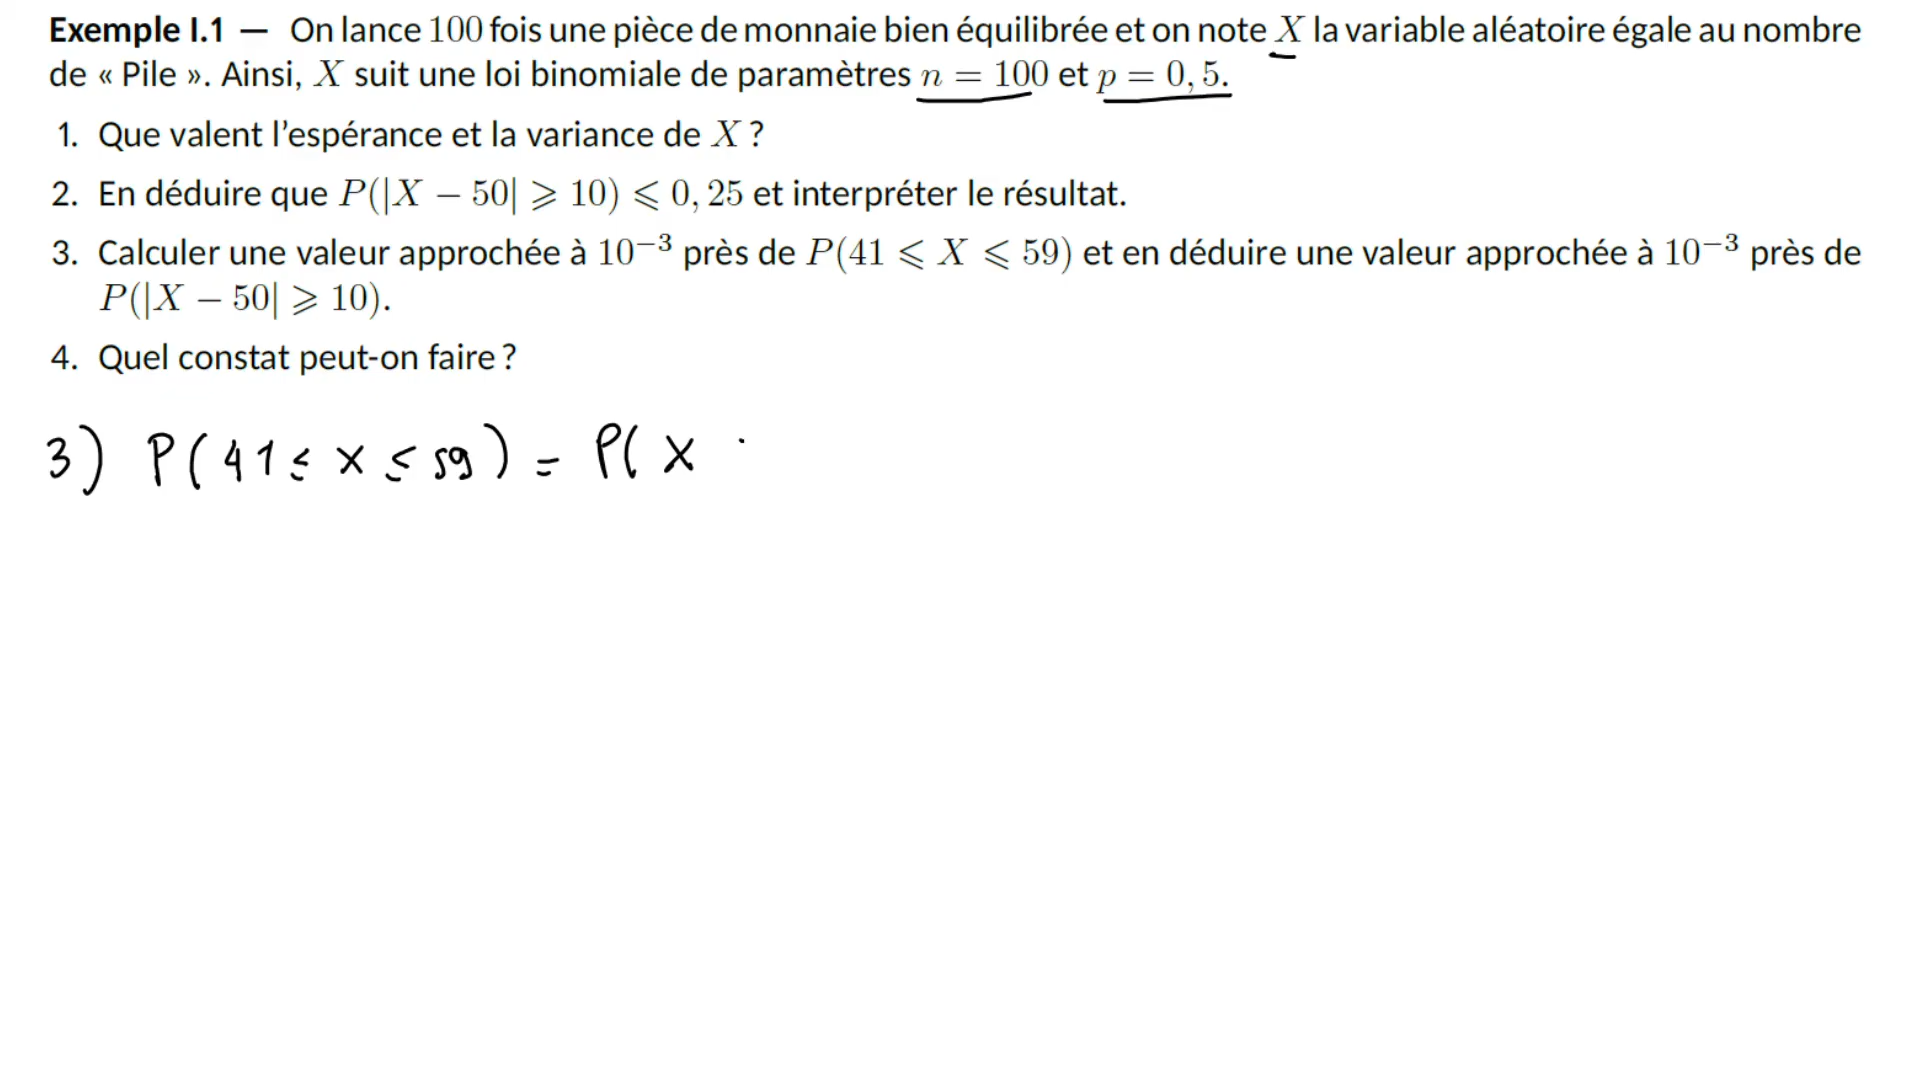 Exemple I.1 — On lance 100 fois une pièce de monnaie bien équilibrée et on note X la variable aléatoire égale au nombre
de « Pile ». Ainsi, X suit une loi binomiale de paramètres n = 100 et p = 0, 5.
1. Que valent l’espérance et la variance de X ?
2. En déduire que P(|X − 50| ⩾ 10) ⩽ 0, 25 et interpréter le résultat.
3. Calculer une valeur approchée à 10⁻³ près de P(41 ⩽ X ⩽ 59) et en déduire une valeur approchée à 10⁻³ près de
P(|X − 50| ⩾ 10).
4. Quel constat peut-on faire ?
3) P(41 ≤ X ≤ 59) = P( X